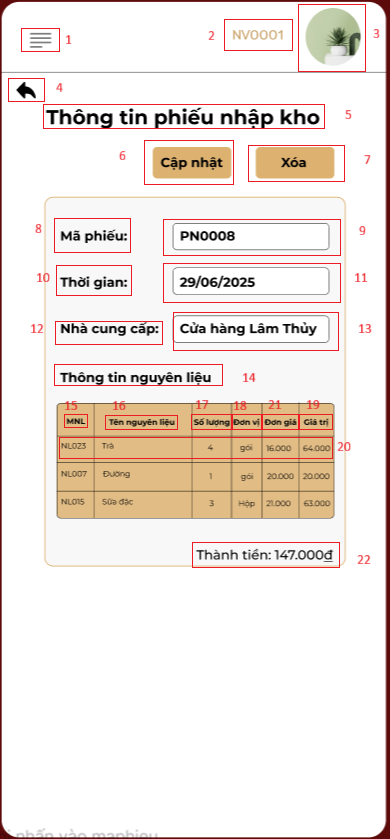 1
2
NV0001
3
4
Thông tin phiếu nhập kho
5
6
Cập nhật
Xóa
7
8
Mã phiếu:
PN0008
9
10
Thời gian:
29/06/2025
11
12
Nhà cung cấp:
Cửa hàng Lâm Thủy
13
Thông tin nguyên liệu
14
15 16 17 18 21 19
MNL Tên nguyên liệu Số lượng Đơn vị Đơn giá Giá trị
NL023 Trà 4 gói 16.000 64.000 20
NL007 Đường 1 gói 20.000 20.000
NL015 Sữa đặc 3 Hộp 21.000 63.000
Thành tiền: 147.000đ
22
nhấn vào maphieu